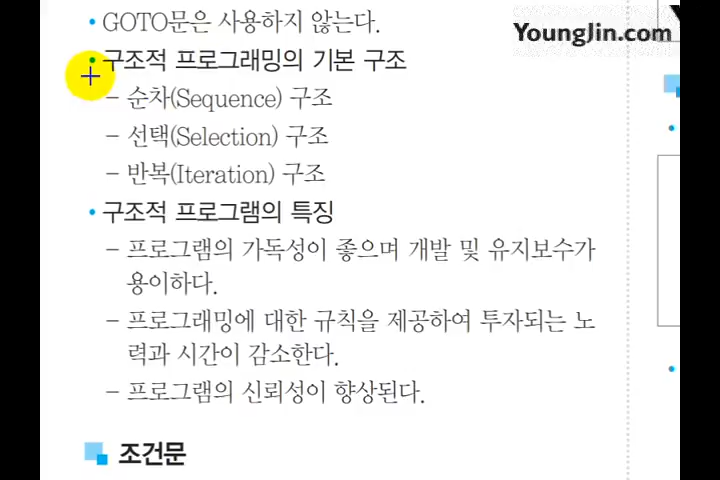 YoungJin.com
• GOTO문은 사용하지 않는다.
• 구조적 프로그래밍의 기본 구조
– 순차(Sequence) 구조
– 선택(Selection) 구조
– 반복(Iteration) 구조
• 구조적 프로그램의 특징
– 프로그램의 가독성이 좋으며 개발 및 유지보수가
용이하다.
– 프로그래밍에 대한 규칙을 제공하여 투자되는 노
력과 시간이 감소한다.
– 프로그램의 신뢰성이 향상된다.
조건문